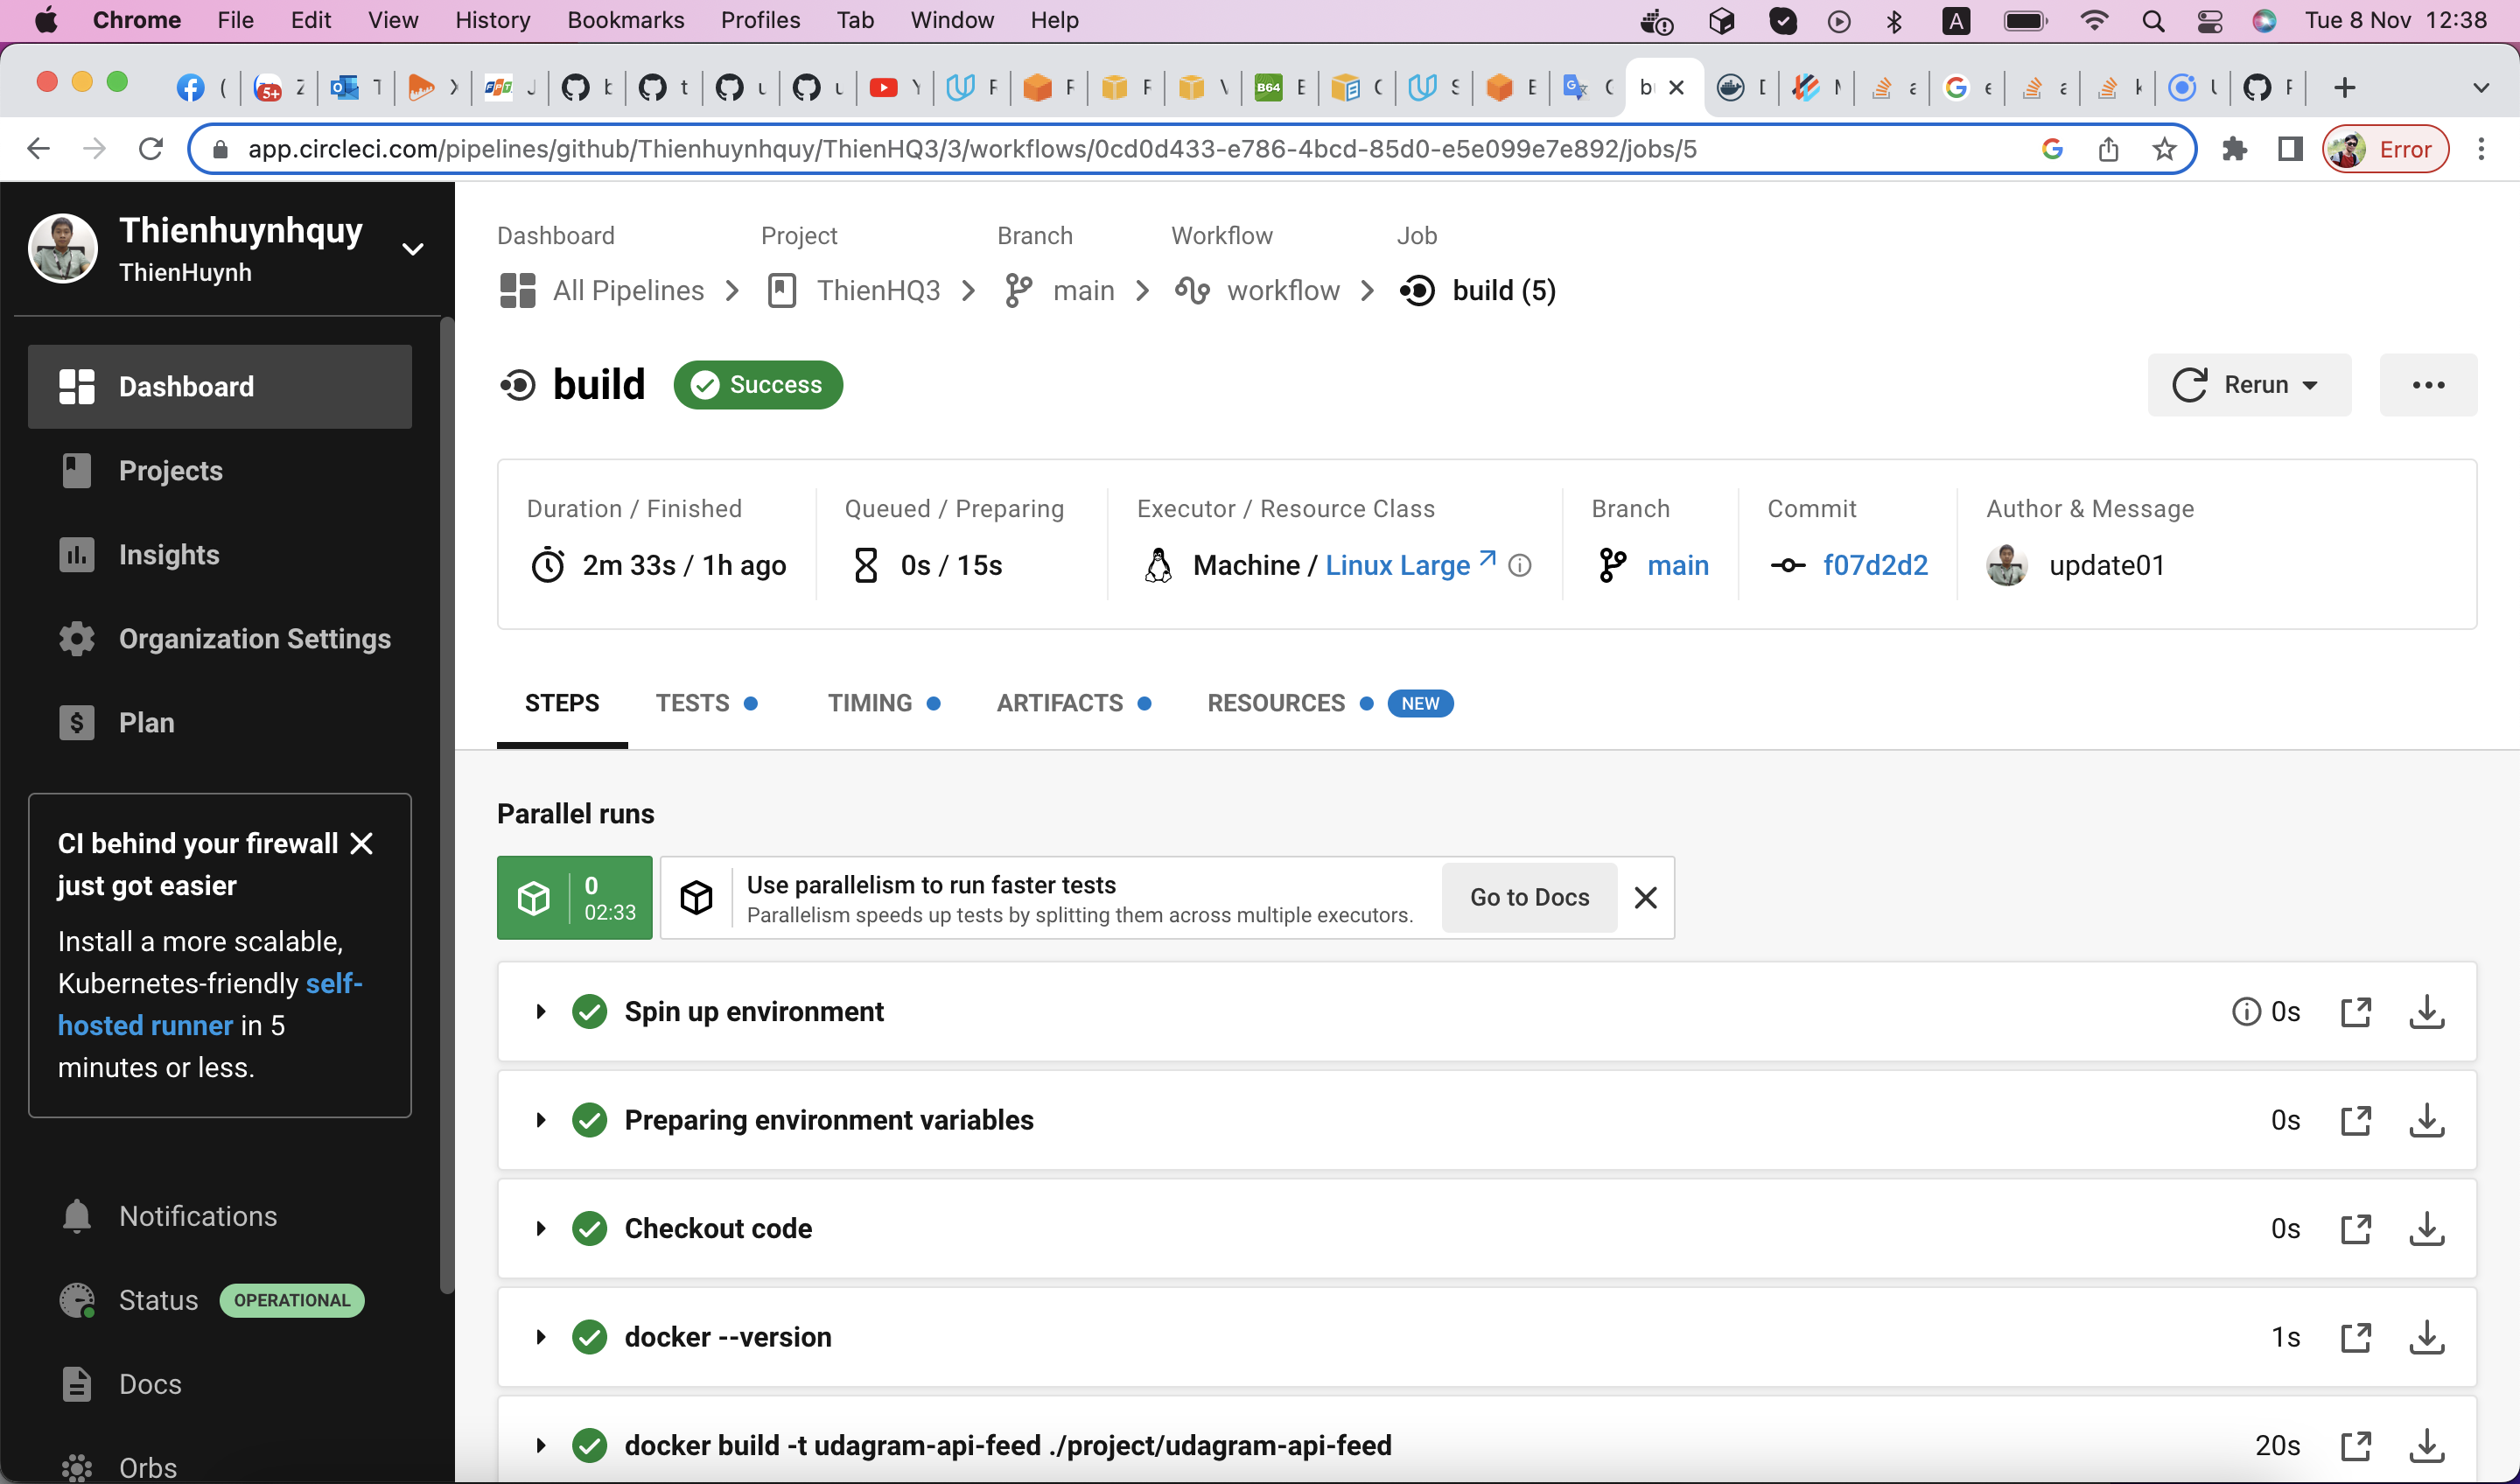 Chrome File Edit View History Bookmarks Profiles Tab Window Help A Tue 8 Nov 12:38
5+ FPT B64
app.circleci.com/pipelines/github/Thienhuynhquy/ThienHQ3/3/workflows/0cd0d433-e786-4bcd-85d0-e5e099e7e892/jobs/5 Error
Thienhuynhquy
ThienHuynh
Dashboard
Projects
Insights
Organization Settings
Plan
CI behind your firewall
just got easier
Install a more scalable,
Kubernetes-friendly self-
hosted runner in 5
minutes or less.
Notifications
Status OPERATIONAL
Docs
Orbs
Dashboard Project Branch Workflow Job
All Pipelines ThienHQ3 main workflow build (5)
build Success Rerun
Duration / Finished Queued / Preparing Executor / Resource Class Branch Commit Author & Message
2m 33s / 1h ago 0s / 15s Machine / Linux Large main f07d2d2 update01
STEPS TESTS TIMING ARTIFACTS RESOURCES NEW
Parallel runs
0
02:33
Use parallelism to run faster tests
Parallelism speeds up tests by splitting them across multiple executors.
Go to Docs
Spin up environment 0s
Preparing environment variables 0s
Checkout code 0s
docker --version 1s
docker build -t udagram-api-feed ./project/udagram-api-feed 20s